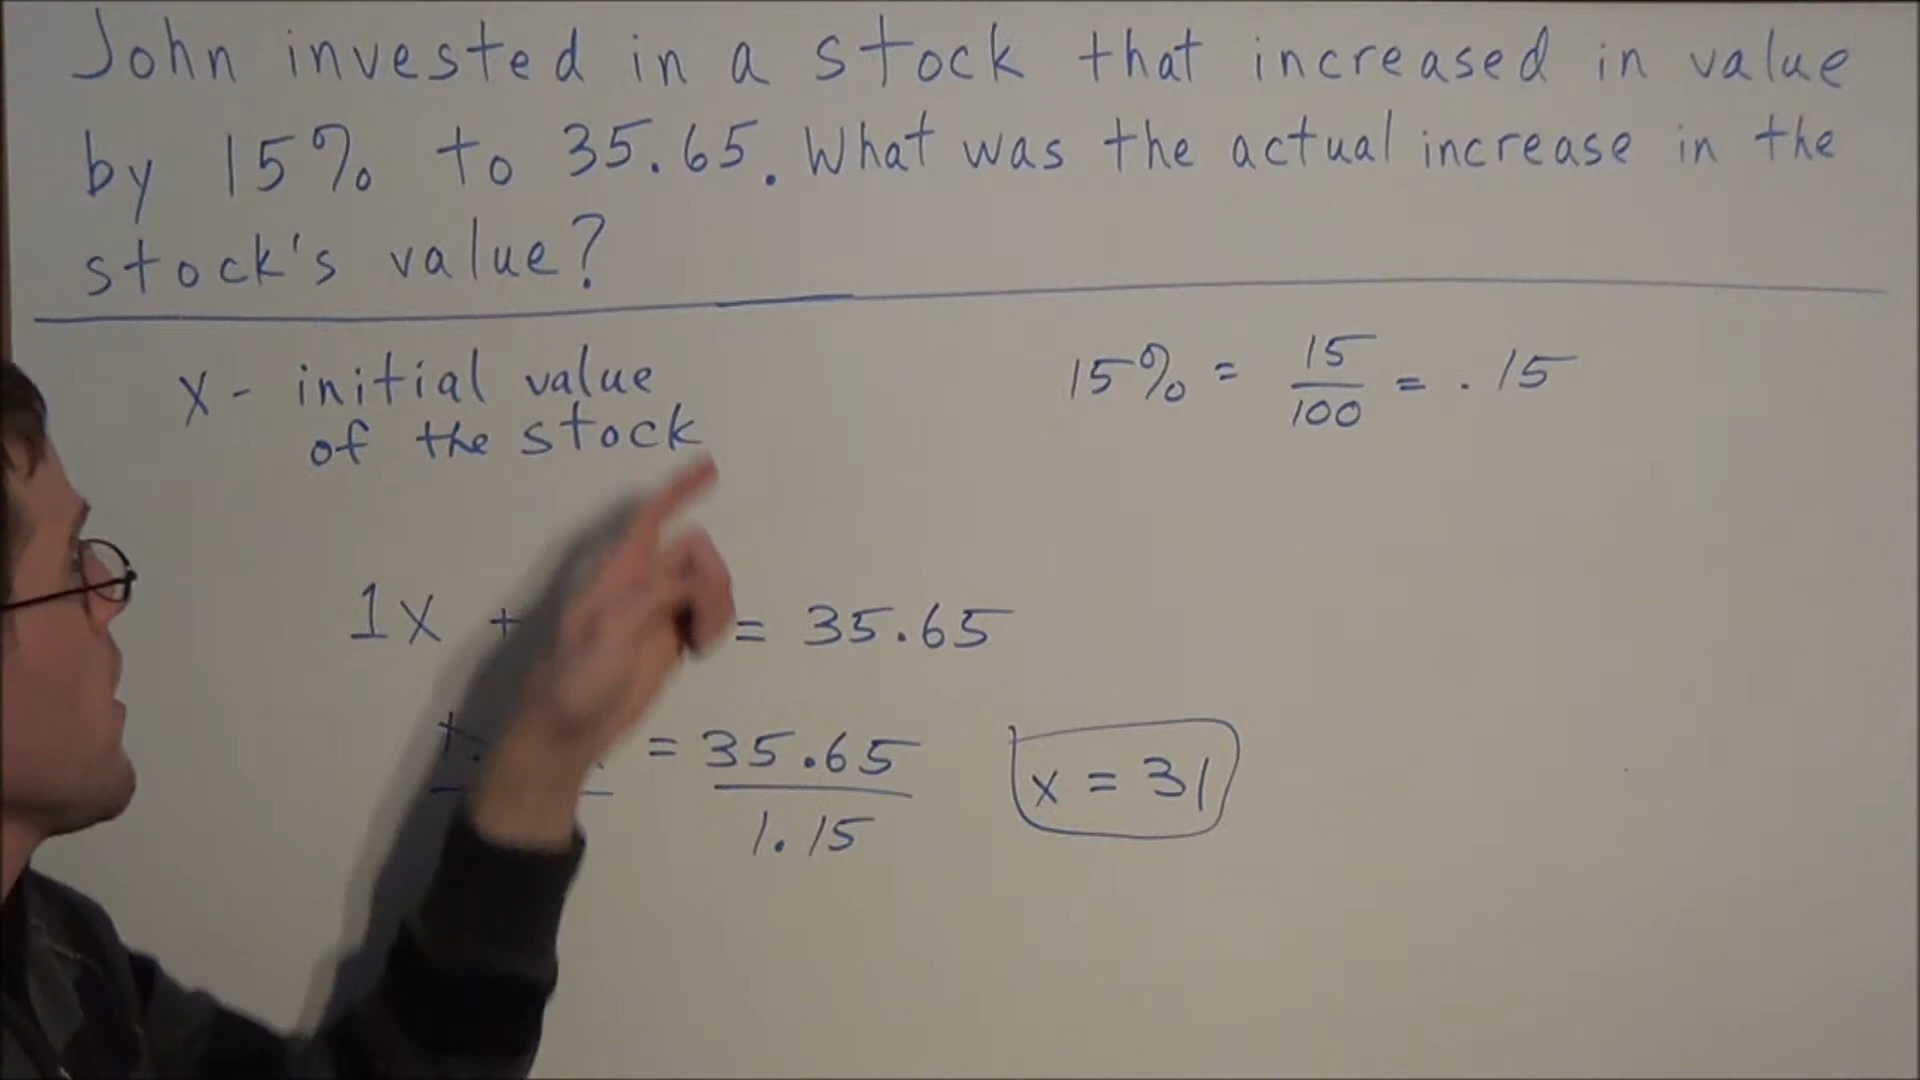 John invested in a stock that increased in value
by 15% to 35.65. What was the actual increase in the
stock's value?
x - initial value
of the stock
15% = 15/100 = .15
1x + = 35.65
= 35.65/1.15
x = 31